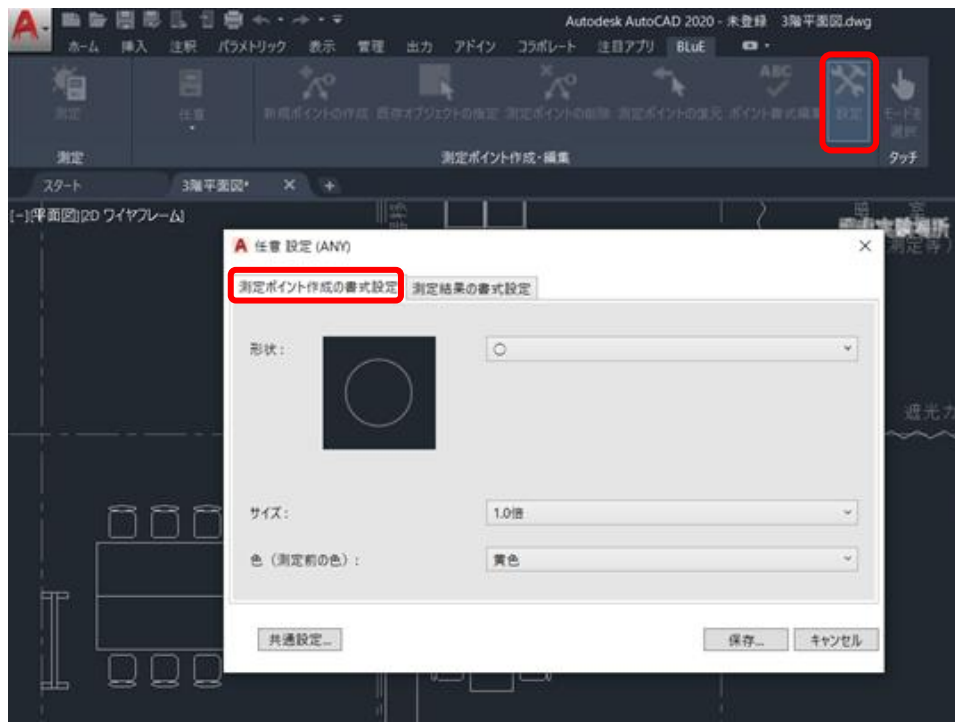 Autodesk AutoCAD 2020 - 未登録 3階平面図.dwg
ホーム 挿入 注釈 パラメトリック 表示 管理 出力 アドイン コラボレート 注目アプリ BLuE
測定 任意 新規ポイントの作成 既存オブジェクトの指定 測定ポイントの削除 測定ポイントの復元 ABC ポイント書式編集 設定 モードを
選択
測定 測定ポイント作成・編集 タッチ
スタート 3階平面図* × +
[-][平面図][2D ワイヤフレーム]
A 任意 設定 (ANY) ×
測定ポイント作成の書式設定 測定結果の書式設定
形状：
遮光カ
サイズ： 1.0倍
色（測定前の色）： 黄色
共通設定... 保存... キャンセル